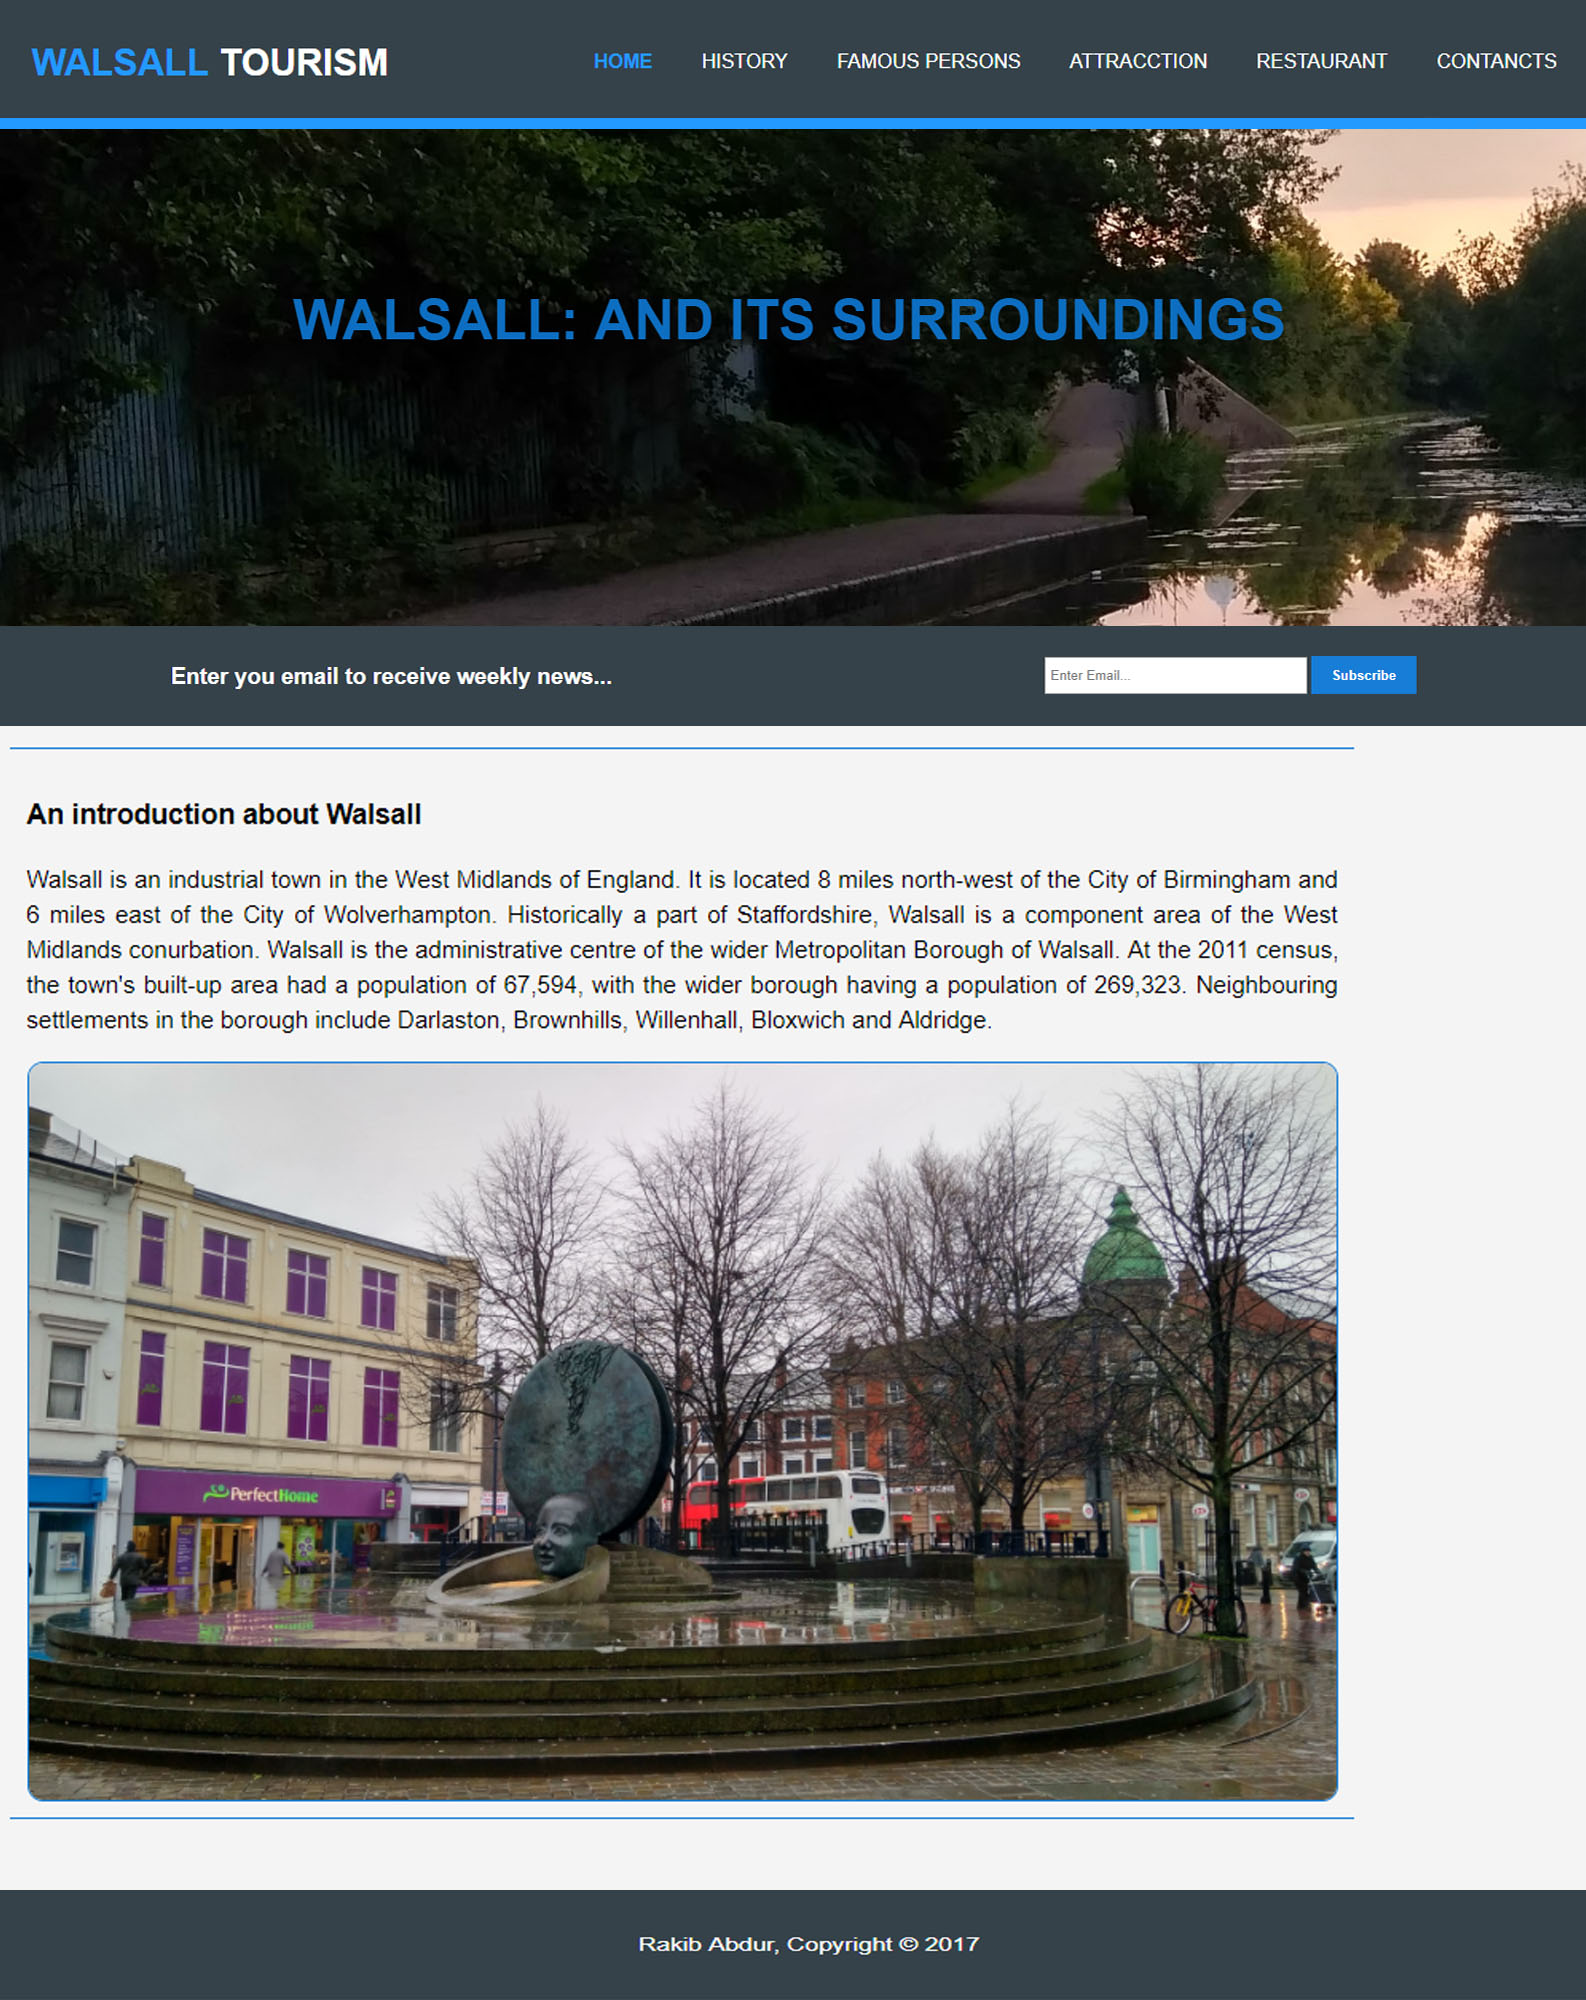 WALSALL TOURISM
HOME HISTORY FAMOUS PERSONS ATTRACCTION RESTAURANT CONTANCTS
WALSALL: AND ITS SURROUNDINGS
Enter you email to receive weekly news...
Enter Email...
Subscribe
An introduction about Walsall
Walsall is an industrial town in the West Midlands of England. It is located 8 miles north-west of the City of Birmingham and
6 miles east of the City of Wolverhampton. Historically a part of Staffordshire, Walsall is a component area of the West
Midlands conurbation. Walsall is the administrative centre of the wider Metropolitan Borough of Walsall. At the 2011 census,
the town's built-up area had a population of 67,594, with the wider borough having a population of 269,323. Neighbouring
settlements in the borough include Darlaston, Brownhills, Willenhall, Bloxwich and Aldridge.
PerfectHome
Rakib Abdur, Copyright © 2017